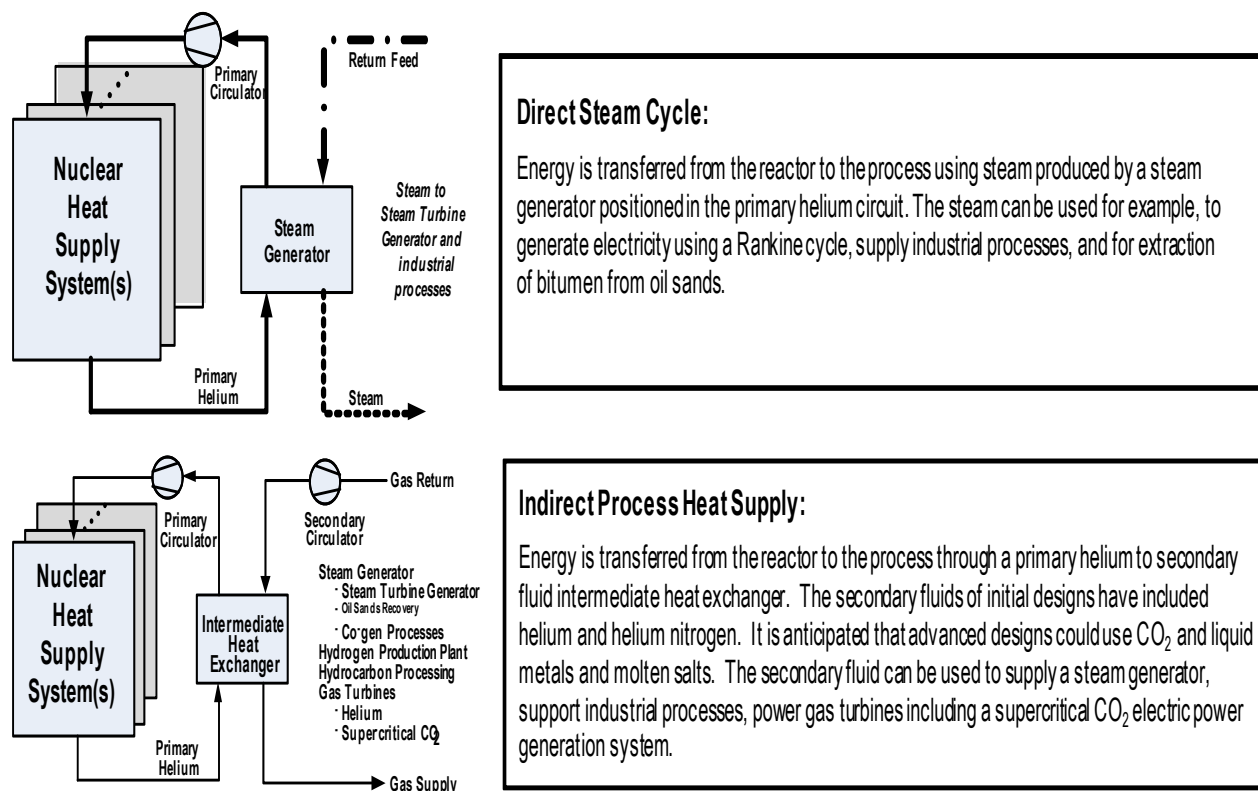 Primary
Circulator
Return Feed
Nuclear
Heat
Supply
System(s)
Steam
Generator
Steam to
Steam Turbine
Generator and
industrial
processes
Primary
Helium
Steam
Direct Steam Cycle:
Energy is transferred from the reactor to the process using steam produced by a steam
generator positioned in the primary helium circuit. The steam can be used for example, to
generate electricity using a Rankine cycle, supply industrial processes, and for extraction
of bitumen from oil sands.
Primary
Circulator
Gas Return
Secondary
Circulator
Nuclear
Heat
Supply
System(s)
Intermediate
Heat
Exchanger
Steam Generator
- Steam Turbine Generator
- Oil Sands Recovery
- Co-gen Processes
Hydrogen Production Plant
Hydrocarbon Processing
Gas Turbines
- Helium
- Supercritical CO2
Primary
Helium
Gas Supply
Indirect Process Heat Supply:
Energy is transferred from the reactor to the process through a primary helium to secondary
fluid intermediate heat exchanger. The secondary fluids of initial designs have included
helium and helium nitrogen. It is anticipated that advanced designs could use CO2 and liquid
metals and molten salts. The secondary fluid can be used to supply a steam generator,
support industrial processes, power gas turbines including a supercritical CO2 electric power
generation system.